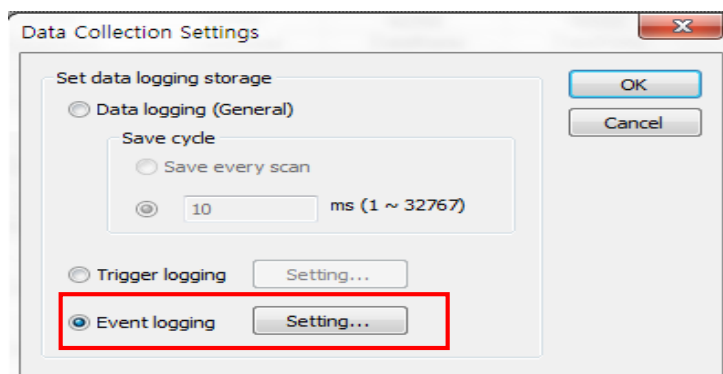 Data Collection Settings
Set data logging storage
OK
Data logging (General)
Cancel
Save cycle
Save every scan
10 ms (1 ~ 32767)
Trigger logging Setting...
Event logging Setting...